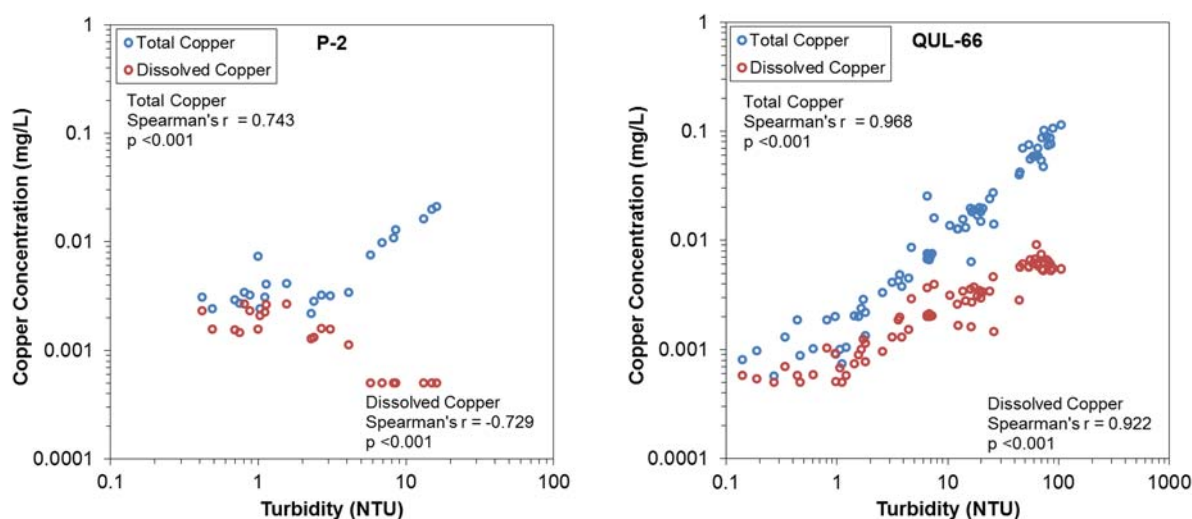 P-2
Total Copper
Dissolved Copper
Total Copper
Spearman's r = 0.743
p <0.001
Dissolved Copper
Spearman's r = -0.729
p <0.001
Copper Concentration (mg/L)
1
0.1
0.01
0.001
0.0001
0.1
1
10
100
Turbidity (NTU)
QUL-66
Total Copper
Dissolved Copper
Total Copper
Spearman's r = 0.968
p <0.001
Dissolved Copper
Spearman's r = 0.922
p <0.001
Copper Concentration (mg/L)
1
0.1
0.01
0.001
0.0001
0.1
1
10
100
1000
Turbidity (NTU)